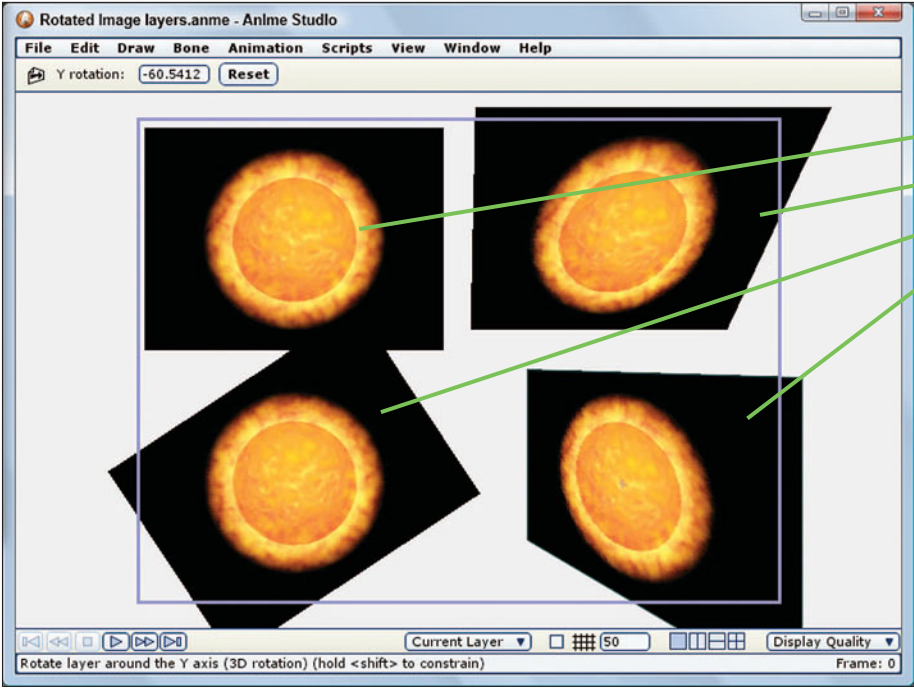 Rotated Image layers.anme - AnIme StudIo
File Edit Draw Bone Animation Scripts View Window Help
Y rotation: -60.5412 Reset
Current Layer 50 Display Quality
Rotate layer around the Y axis (3D rotation) (hold <shift> to constrain) Frame: 0